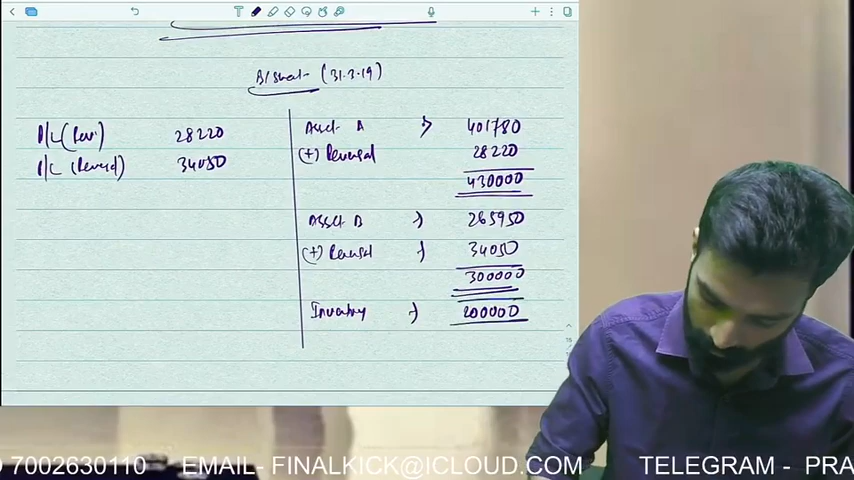 B/Sheet- (31.3.19)
P/L (Rev.) 28220
P/L (Reversal) 34050
Asset A 401780
(+) Reversal 28220
430000
Asset B 265950
(+) Reversal 34050
300000
Inventory 200000
7002630110 EMAIL- FINALKICK@ICLOUD.COM TELEGRAM - PRA